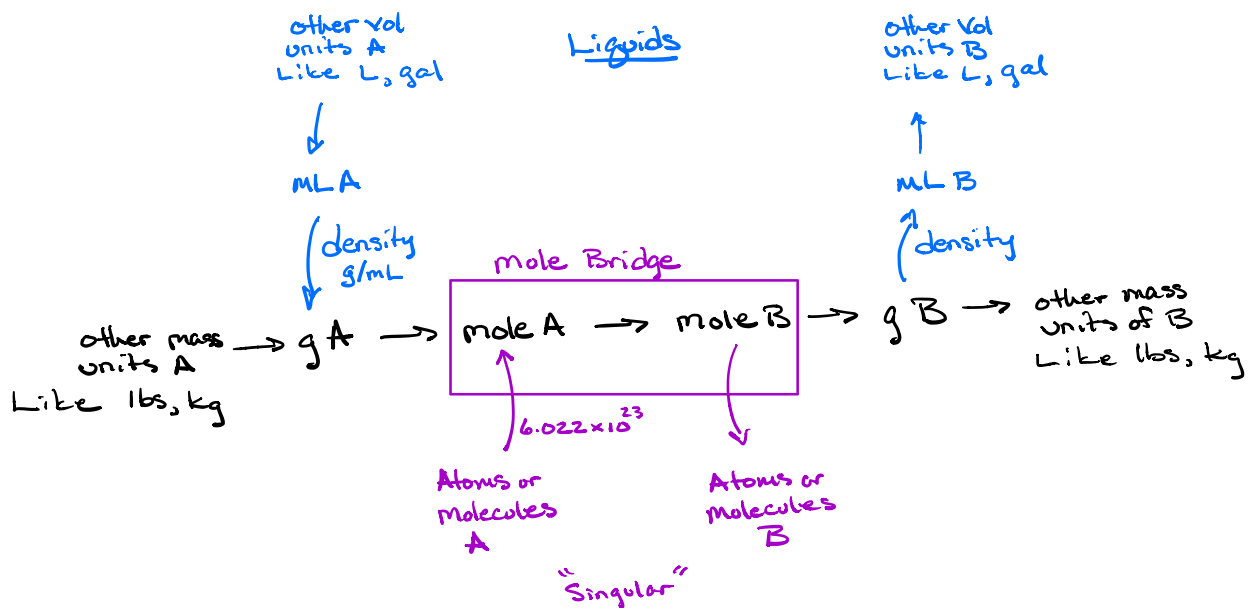 other vol
units A
Like L, gal
Liquids
other Vol
units B
Like L, gal
mL A
mL B
density
g/mL
density
mole Bridge
other mass
units A
Like lbs, kg
g A
mole A
mole B
g B
other mass
units of B
Like lbs, kg
6.022x10²³
Atoms or
molecules
A
Atoms or
molecules
B
"Singular"